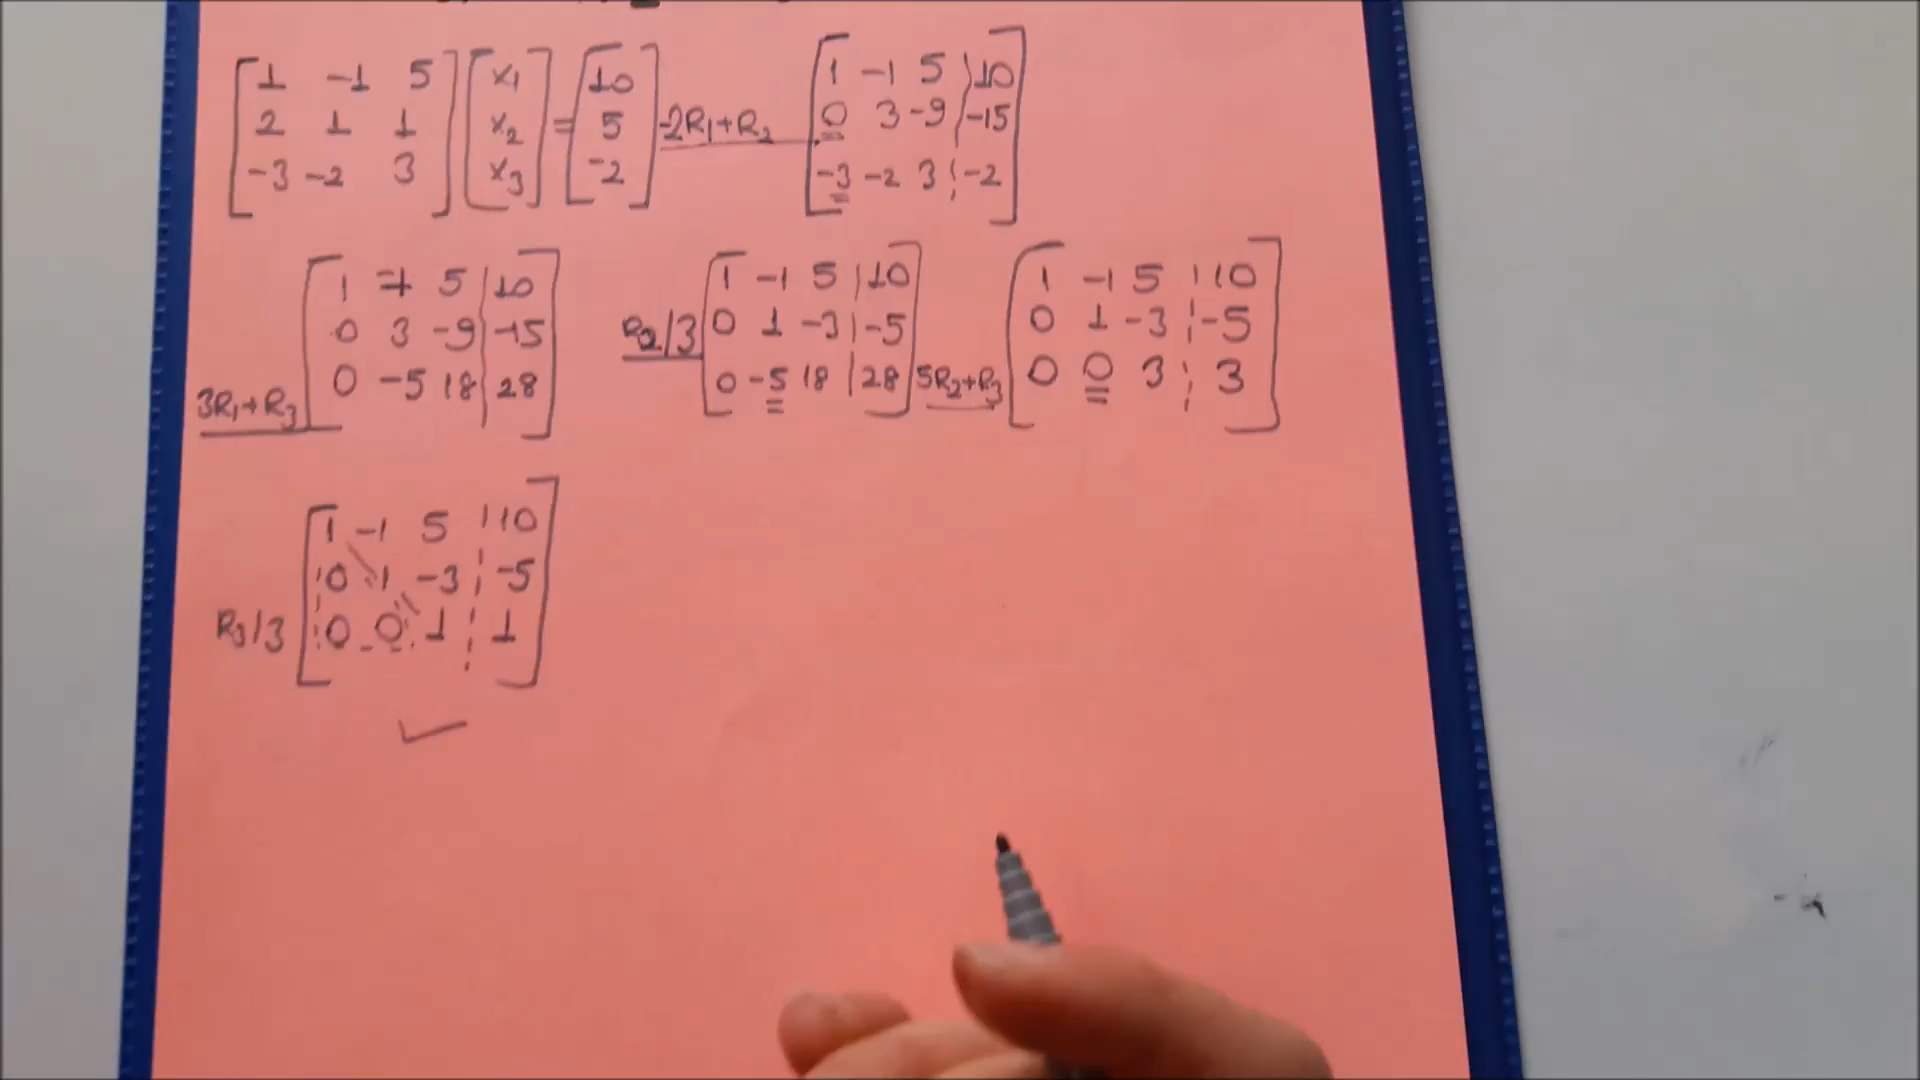 [1 -1 5] [x1] = [10] -2R1+R2 [1 -1 5 | 10]
[2 1 1] [x2] [5] [0 3 -9 | -15]
[-3 -2 3] [x3] [-2] [-3 -2 3 | -2]
[1 -1 5 | 10] [1 -1 5 | 10] [1 -1 5 | 10]
[0 3 -9 | -15] R2/3 [0 1 -3 | -5] [0 1 -3 | -5]
3R1+R3 [0 -5 18 | 28] [0 -5 18 | 28] 5R2+R3 [0 0 3 | 3]
[1 -1 5 | 10]
[0 1 -3 | -5]
R3/3 [0 0 1 | 1]